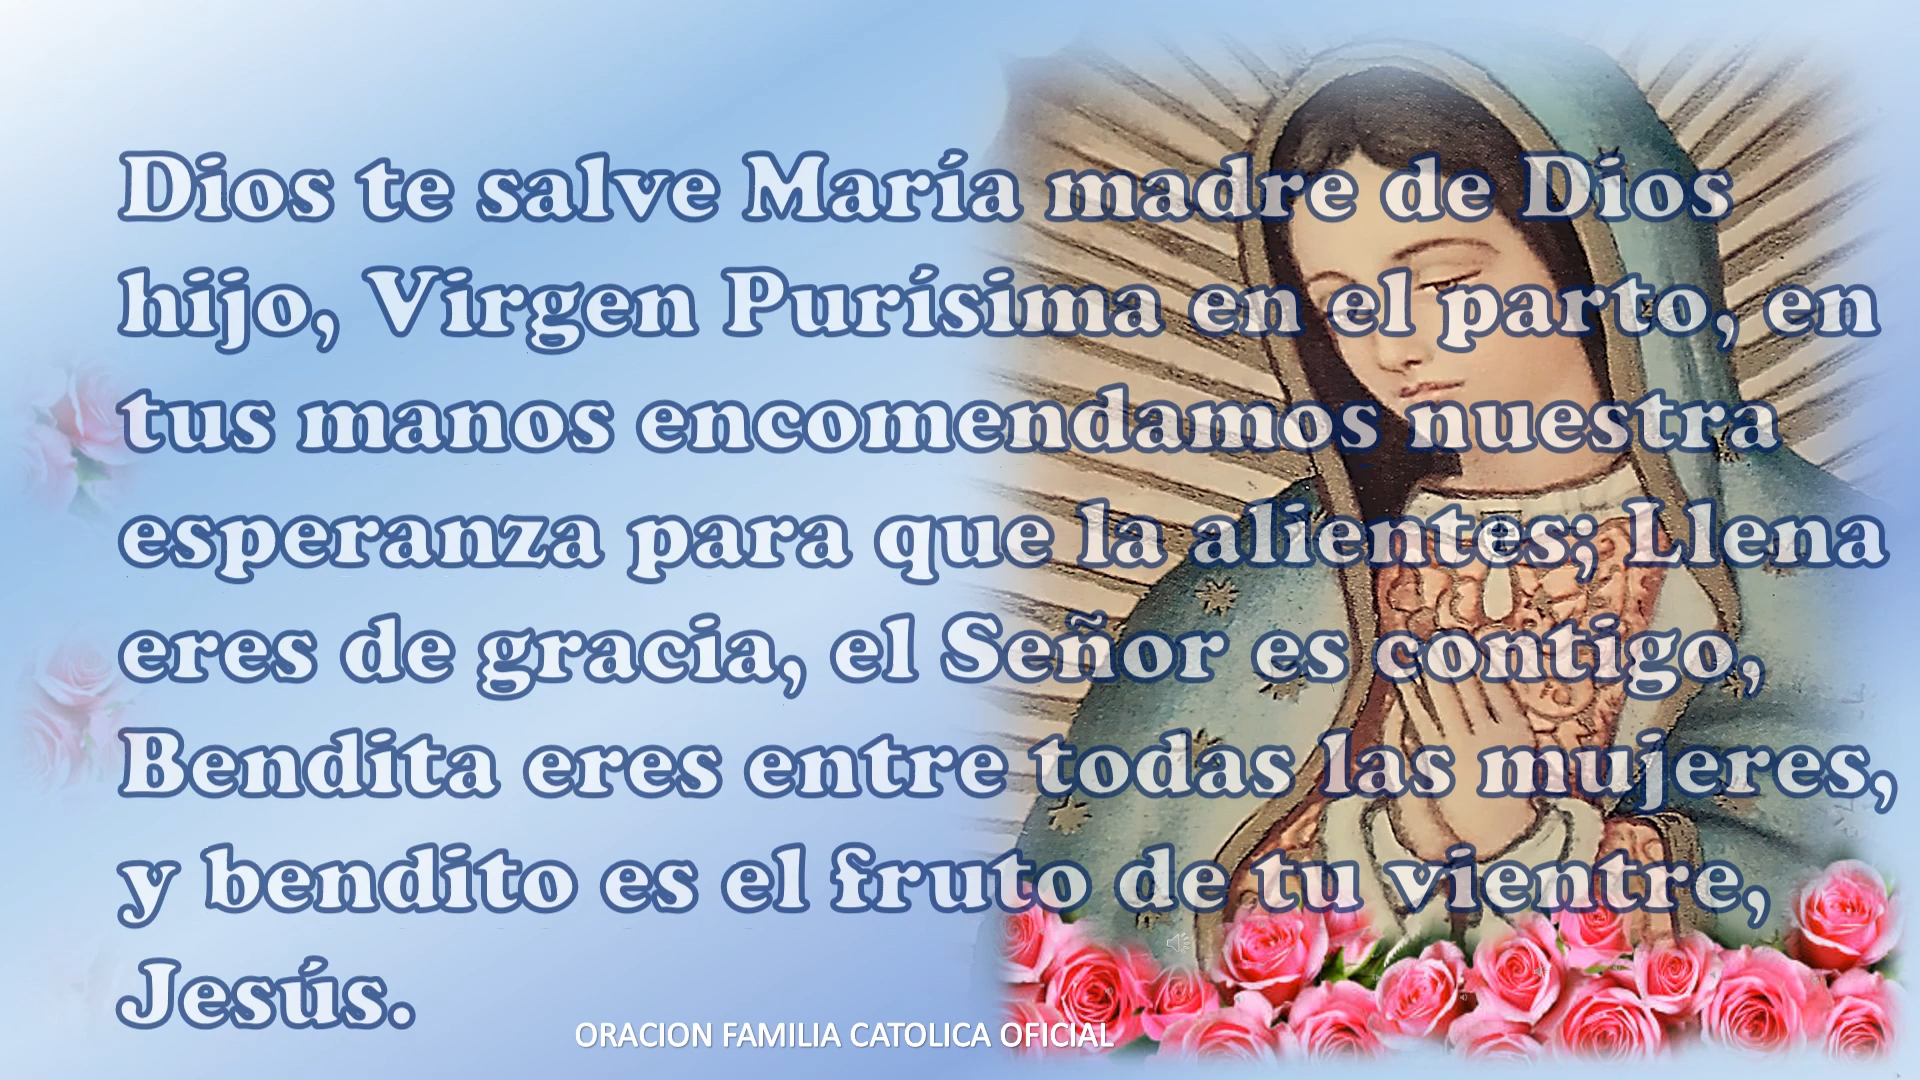 Dios te salve María madre de Dios
hijo, Virgen Purísima en el parto, en
tus manos encomendamos nuestra
esperanza para que la alientes; Llena
eres de gracia, el Señor es contigo,
Bendita eres entre todas las mujeres,
y bendito es el fruto de tu vientre,
Jesús.
ORACION FAMILIA CATOLICA OFICIAL